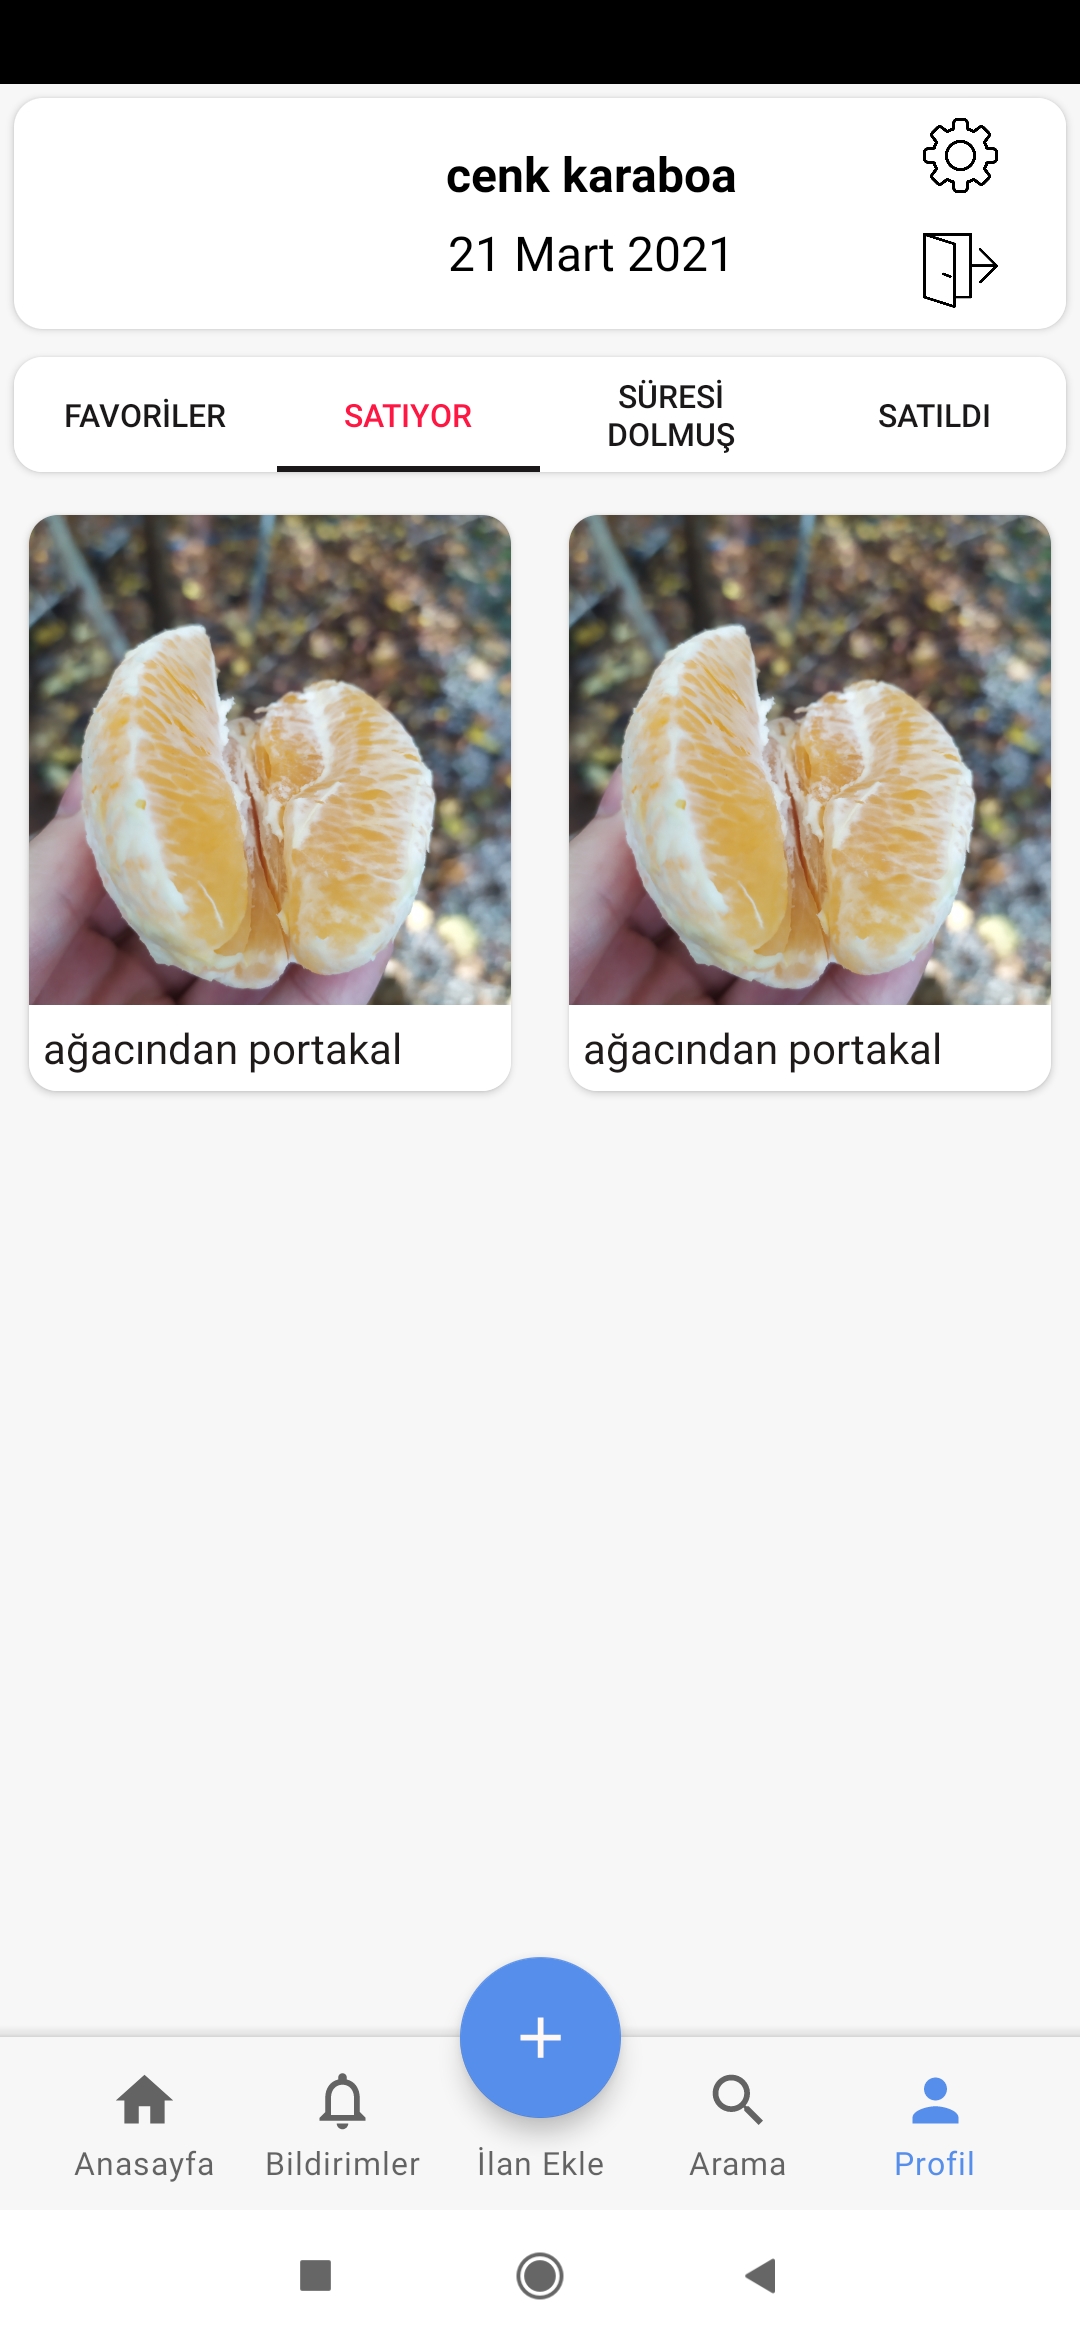 cenk karaboa
21 Mart 2021
FAVORİLER
SATIYOR
SÜRESİ
DOLMUŞ
SATILDI
ağacından portakal
ağacından portakal
Anasayfa
Bildirimler
İlan Ekle
Arama
Profil